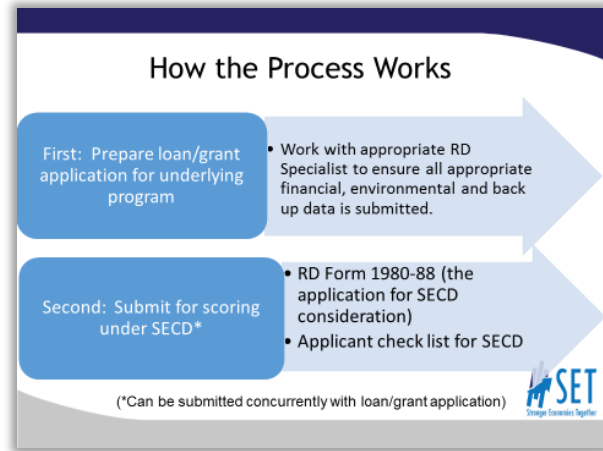 How the Process Works
First: Prepare loan/grant
application for underlying
program
• Work with appropriate RD
Specialist to ensure all appropriate
financial, environmental and back
up data is submitted.
Second: Submit for scoring
under SECD*
• RD Form 1980-88 (the
application for SECD
consideration)
• Applicant check list for SECD
(*Can be submitted concurrently with loan/grant application)
SET
Stronger Economies Together